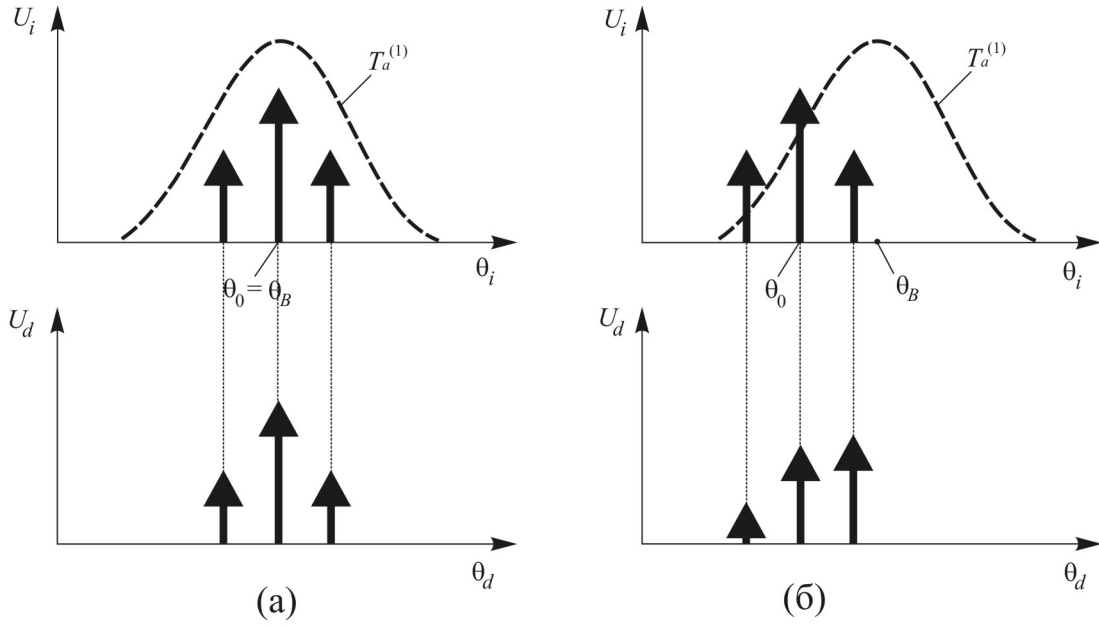 U_i
T_a^(1)
θ_0 = θ_B
θ_i
U_d
θ_d
(а)
U_i
T_a^(1)
θ_0
θ_B
θ_i
U_d
θ_d
(б)